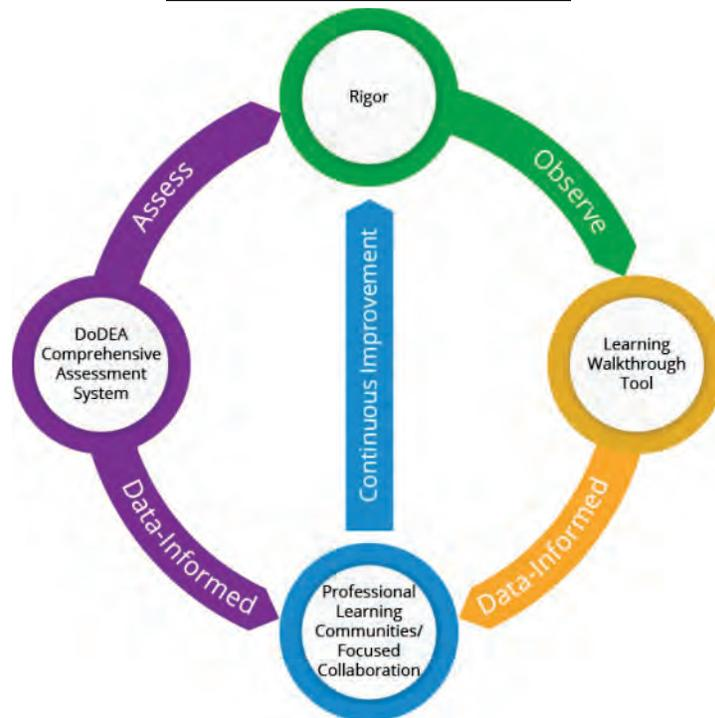 Rigor
Assess
Observe
Continuous Improvement
DoDEA
Comprehensive
Assessment
System
Learning
Walkthrough
Tool
Data-Informed
Data-Informed
Professional
Learning
Communities/
Focused
Collaboration